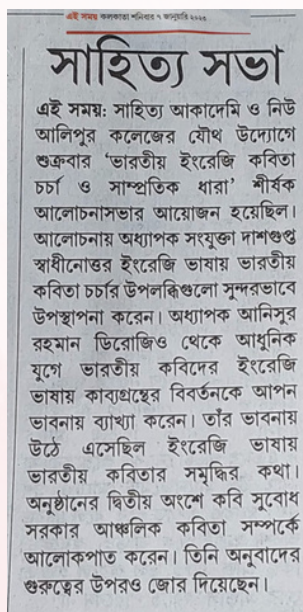 এই সময় কলকাতা শনিবার ৭ জানুয়ারি ২০২৩
সাহিত্য সভা
এই সময়: সাহিত্য আকাদেমি ও নিউ
আলিপুর কলেজের যৌথ উদ্যোগে
শুক্রবার ‘ভারতীয় ইংরেজি কবিতা
চর্চা ও সাম্প্রতিক ধারা’ শীর্ষক
আলোচনাসভার আয়োজন হয়েছিল।
আলোচনায় অধ্যাপক সংযুক্তা দাশগুপ্ত
স্বাধীনোত্তর ইংরেজি ভাষায় ভারতীয়
কবিতা চর্চার উপলব্ধিগুলো সুন্দরভাবে
উপস্থাপনা করেন। অধ্যাপক আনিসুর
রহমান ডিরোজিও থেকে আধুনিক
যুগে ভারতীয় কবিদের ইংরেজি
ভাষায় কাব্যগ্রন্থের বিবর্তনকে আপন
ভাবনায় ব্যাখ্যা করেন। তাঁর ভাবনায়
উঠে এসেছিল ইংরেজি ভাষায়
ভারতীয় কবিতার সমৃদ্ধির কথা।
অনুষ্ঠানের দ্বিতীয় অংশে কবি সুবোধ
সরকার আঞ্চলিক কবিতা সম্পর্কে
আলোকপাত করেন। তিনি অনুবাদের
গুরুত্বের উপরও জোর দিয়েছেন।